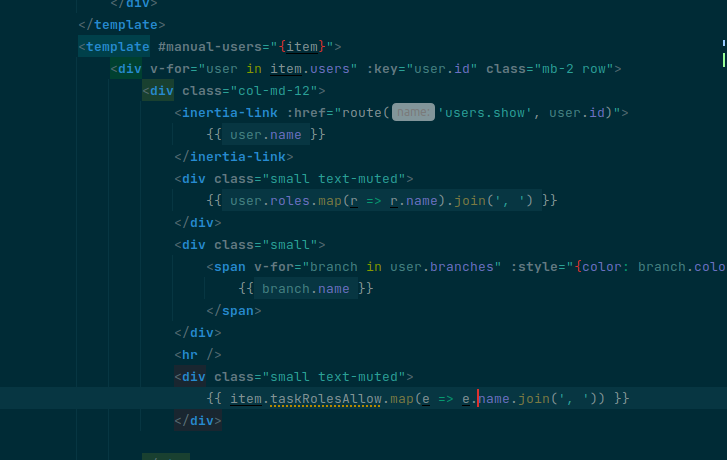 </div>
</template>
<template #manual-users="{item}">
<div v-for="user in item.users" :key="user.id" class="mb-2 row">
<div class="col-md-12">
<inertia-link :href="route( name: 'users.show', user.id)">
{{ user.name }}
</inertia-link>
<div class="small text-muted">
{{ user.roles.map(r => r.name).join(', ') }}
</div>
<div class="small">
<span v-for="branch in user.branches" :style="{color: branch.colo
{{ branch.name }}
</span>
</div>
<hr />
<div class="small text-muted">
{{ item.taskRolesAllow.map(e => e.name.join(', ')) }}
</div>